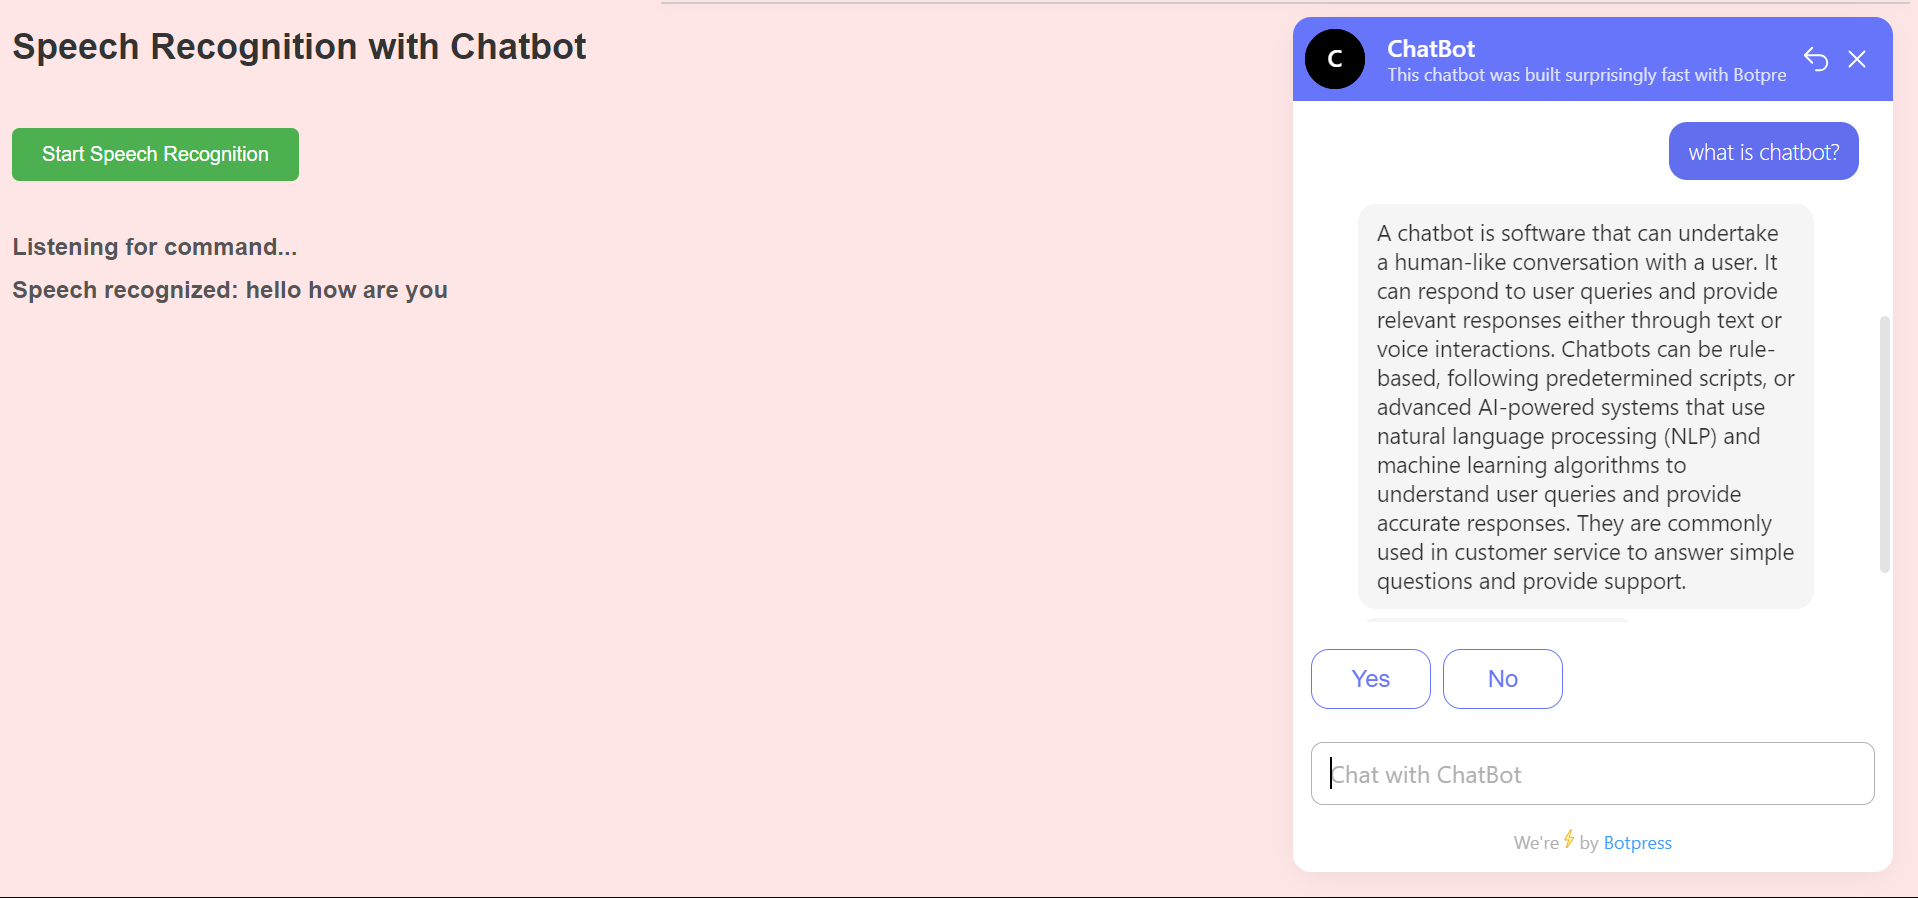 Speech Recognition with Chatbot
Start Speech Recognition
Listening for command...
Speech recognized: hello how are you
C
ChatBot
This chatbot was built surprisingly fast with Botpre
what is chatbot?
A chatbot is software that can undertake
a human-like conversation with a user. It
can respond to user queries and provide
relevant responses either through text or
voice interactions. Chatbots can be rule-
based, following predetermined scripts, or
advanced AI-powered systems that use
natural language processing (NLP) and
machine learning algorithms to
understand user queries and provide
accurate responses. They are commonly
used in customer service to answer simple
questions and provide support.
Yes
No
Chat with ChatBot
We're⚡ by Botpress